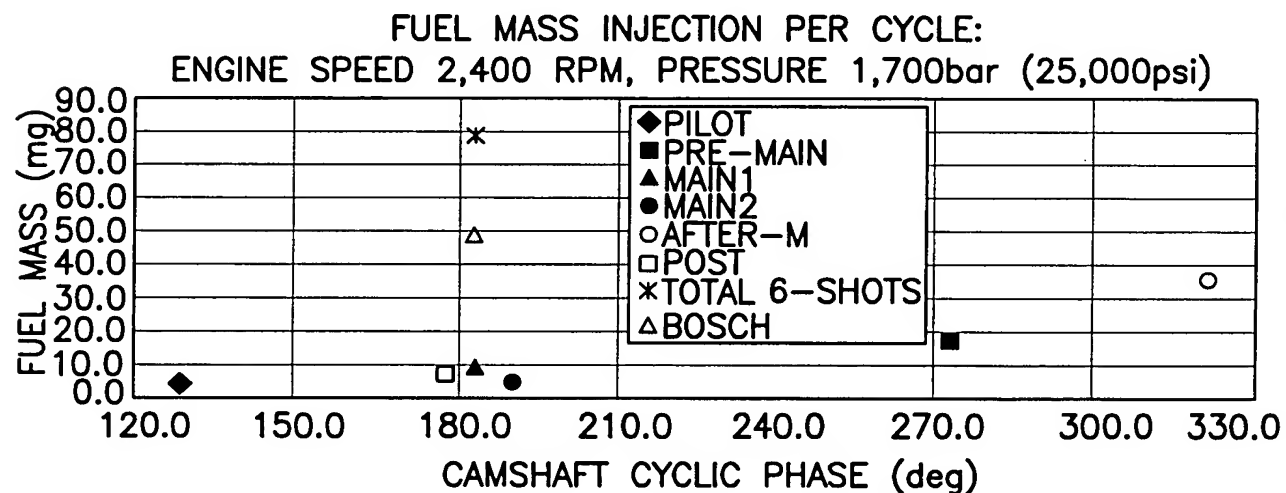 FUEL MASS INJECTION PER CYCLE:
ENGINE SPEED 2,400 RPM, PRESSURE 1,700bar (25,000psi)
FUEL MASS (mg)
90.0
80.0
70.0
60.0
50.0
40.0
30.0
20.0
10.0
0.0
PILOT
PRE-MAIN
MAIN1
MAIN2
AFTER-M
POST
TOTAL 6-SHOTS
BOSCH
120.0 150.0 180.0 210.0 240.0 270.0 300.0 330.0
CAMSHAFT CYCLIC PHASE (deg)